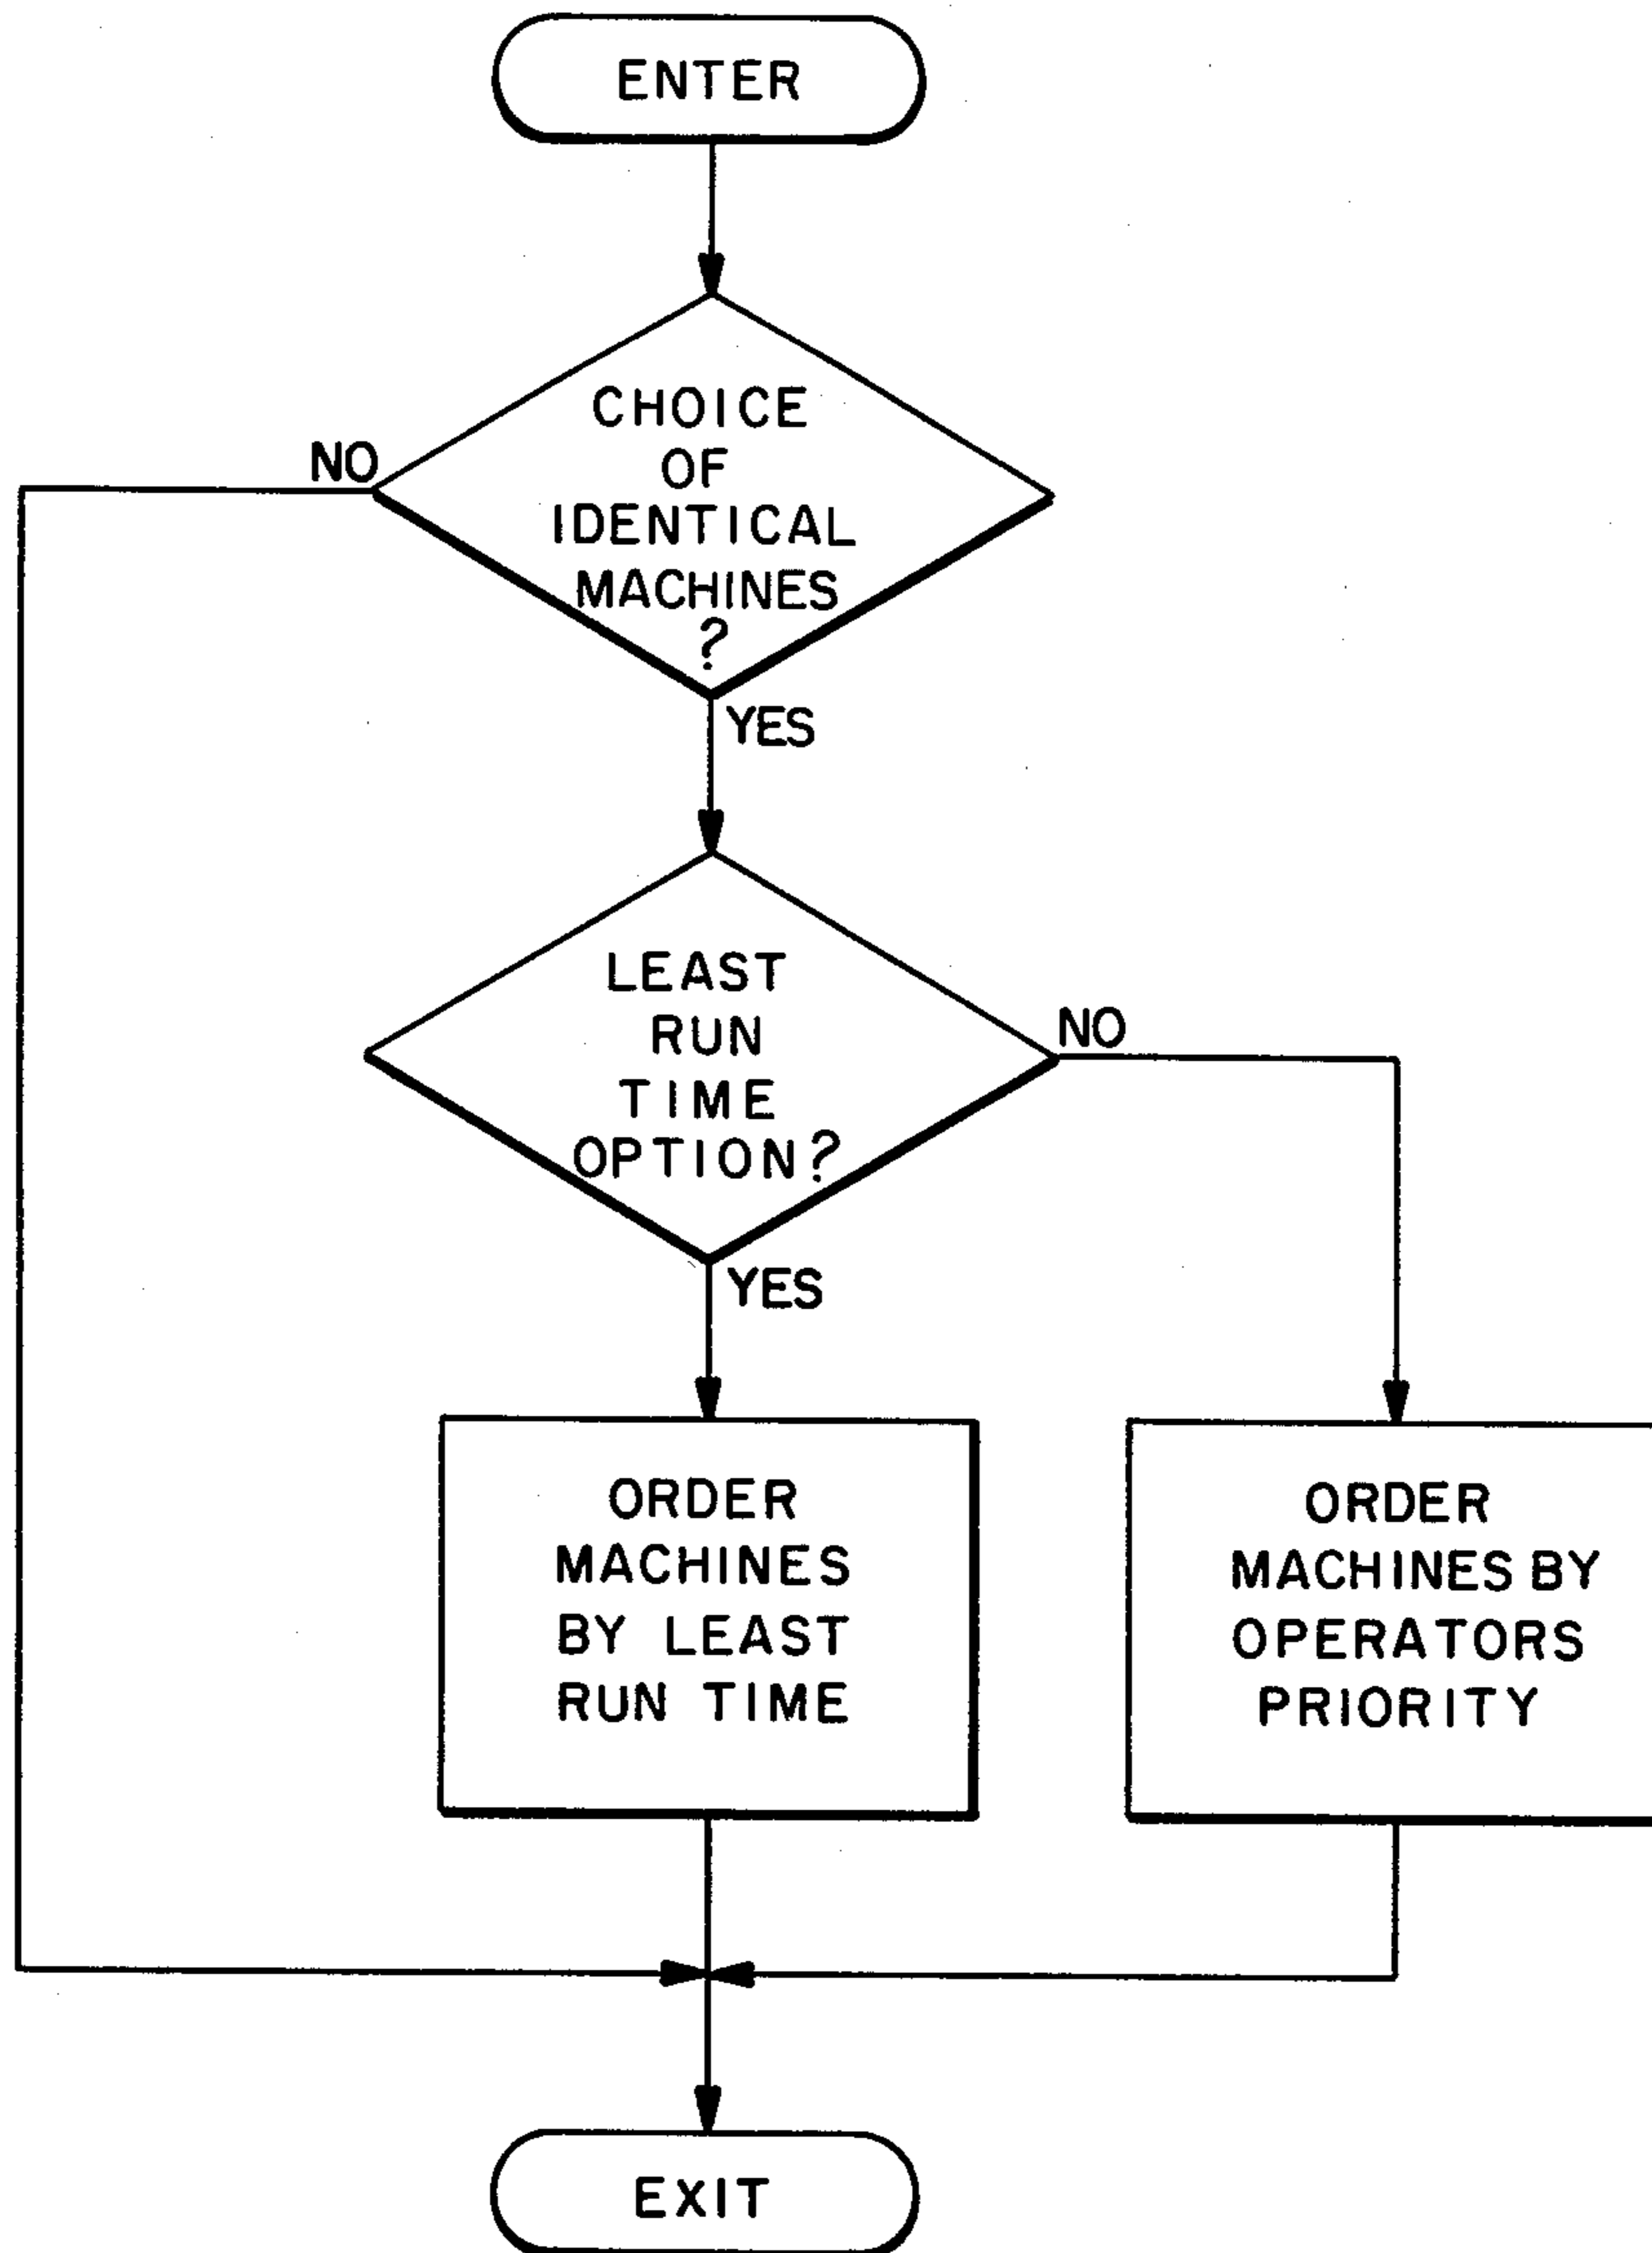 ENTER
CHOICE
OF
IDENTICAL
MACHINES
?
NO
YES
LEAST
RUN
TIME
OPTION?
NO
YES
ORDER
MACHINES
BY LEAST
RUN TIME
ORDER
MACHINES BY
OPERATORS
PRIORITY
EXIT